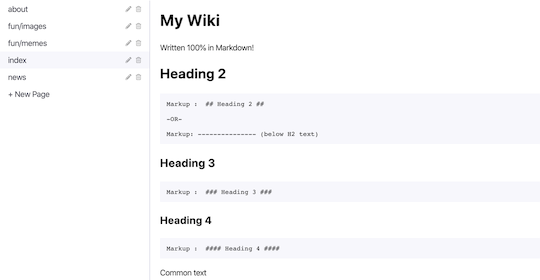 about
fun/images
fun/memes
index
news
+ New Page
My Wiki
Written 100% in Markdown!
Heading 2
Markup :  ## Heading 2 ##
-OR-
Markup: --------------- (below H2 text)
Heading 3
Markup :  ### Heading 3 ###
Heading 4
Markup :  #### Heading 4 ####
Common text